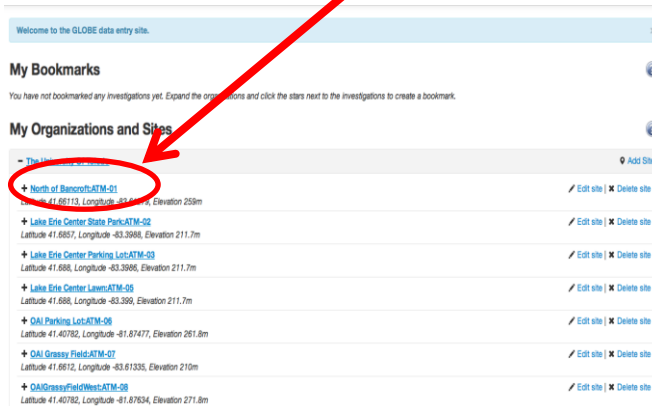 Welcome to the GLOBE data entry site.
My Bookmarks
You have not bookmarked any investigations yet. Expand the organizations and click the stars next to the investigations to create a bookmark.
My Organizations and Sites
− The University Add Site
+ North of Bancroft:ATM-01 Edit site | ✖ Delete site
Latitude 41.66113, Longitude Elevation 259m
+ Lake Erie Center State Park:ATM-02 Edit site | ✖ Delete site
Latitude 41.6857, Longitude -83.3988, Elevation 211.7m
+ Lake Erie Center Parking Lot:ATM-03 Edit site | ✖ Delete site
Latitude 41.688, Longitude -83.3986, Elevation 211.7m
+ Lake Erie Center Lawn:ATM-05 Edit site | ✖ Delete site
Latitude 41.688, Longitude -83.399, Elevation 211.7m
+ OAI Parking Lot:ATM-06 Edit site | ✖ Delete site
Latitude 41.40782, Longitude -81.87477, Elevation 261.8m
+ OAI Grassy Field:ATM-07 Edit site | ✖ Delete site
Latitude 41.6612, Longitude -83.61335, Elevation 210m
+ OAIGrassyFieldWest:ATM-08 Edit site | ✖ Delete site
Latitude 41.40782, Longitude -81.87634, Elevation 271.8m